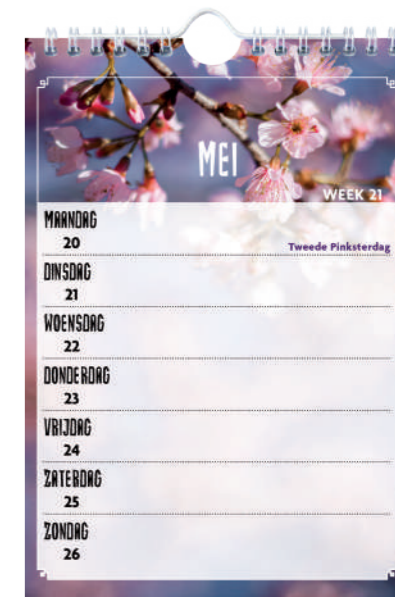 MEI
WEEK 21
MAANDAG
20
Tweede Pinksterdag
DINSDAG
21
WOENSDAG
22
DONDERDAG
23
VRIJDAG
24
ZATERDAG
25
ZONDAG
26